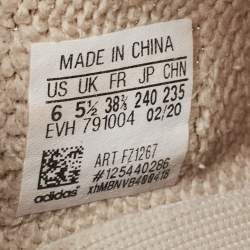 MADE IN CHINA
US UK FR JP CHN
6 5½ 38⅔ 240 235
EVH 791004 02/20
ART FZ1267
#125440286
xhMBNVB400418
adidas